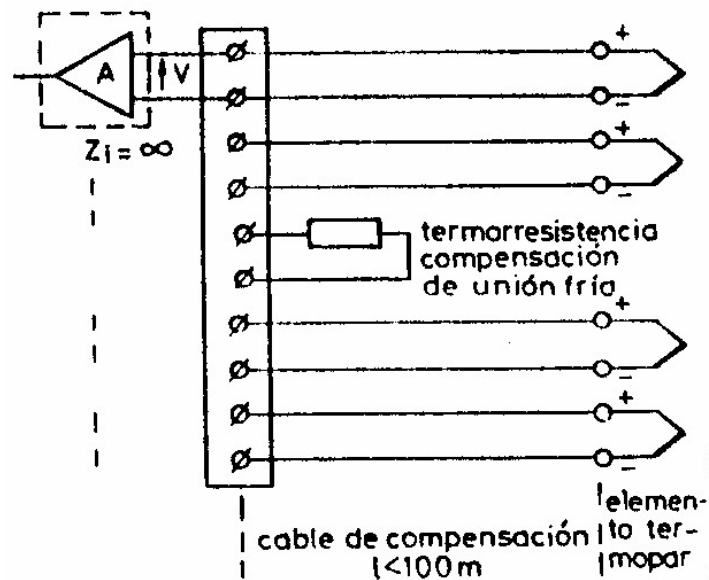 A
V
Zi = ∞
+
−
+
−
termorresistencia
compensación
de unión fría
+
−
+
−
cable de compensación
l<100 m
elemen-
to ter-
mopar